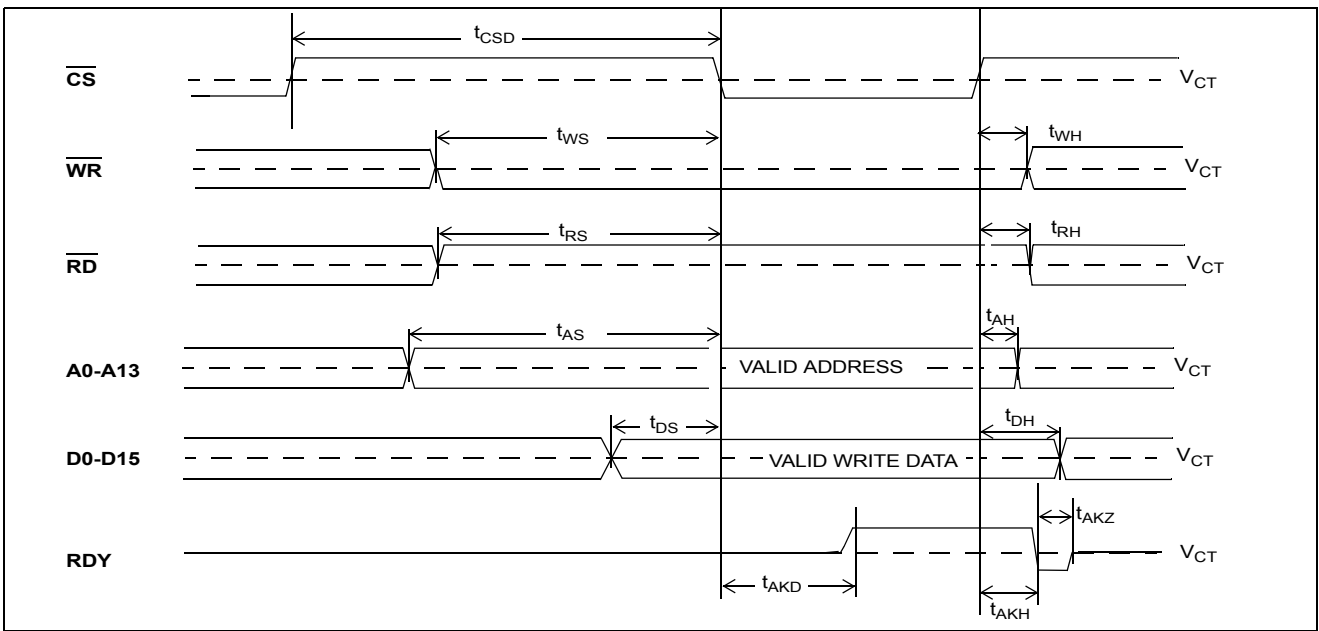 tCSD
CS VCT
tWS tWH
WR VCT
tRS tRH
RD VCT
tAS tAH
A0-A13 VALID ADDRESS VCT
tDS tDH
D0-D15 VALID WRITE DATA VCT
tAKZ
RDY VCT
tAKD tAKH